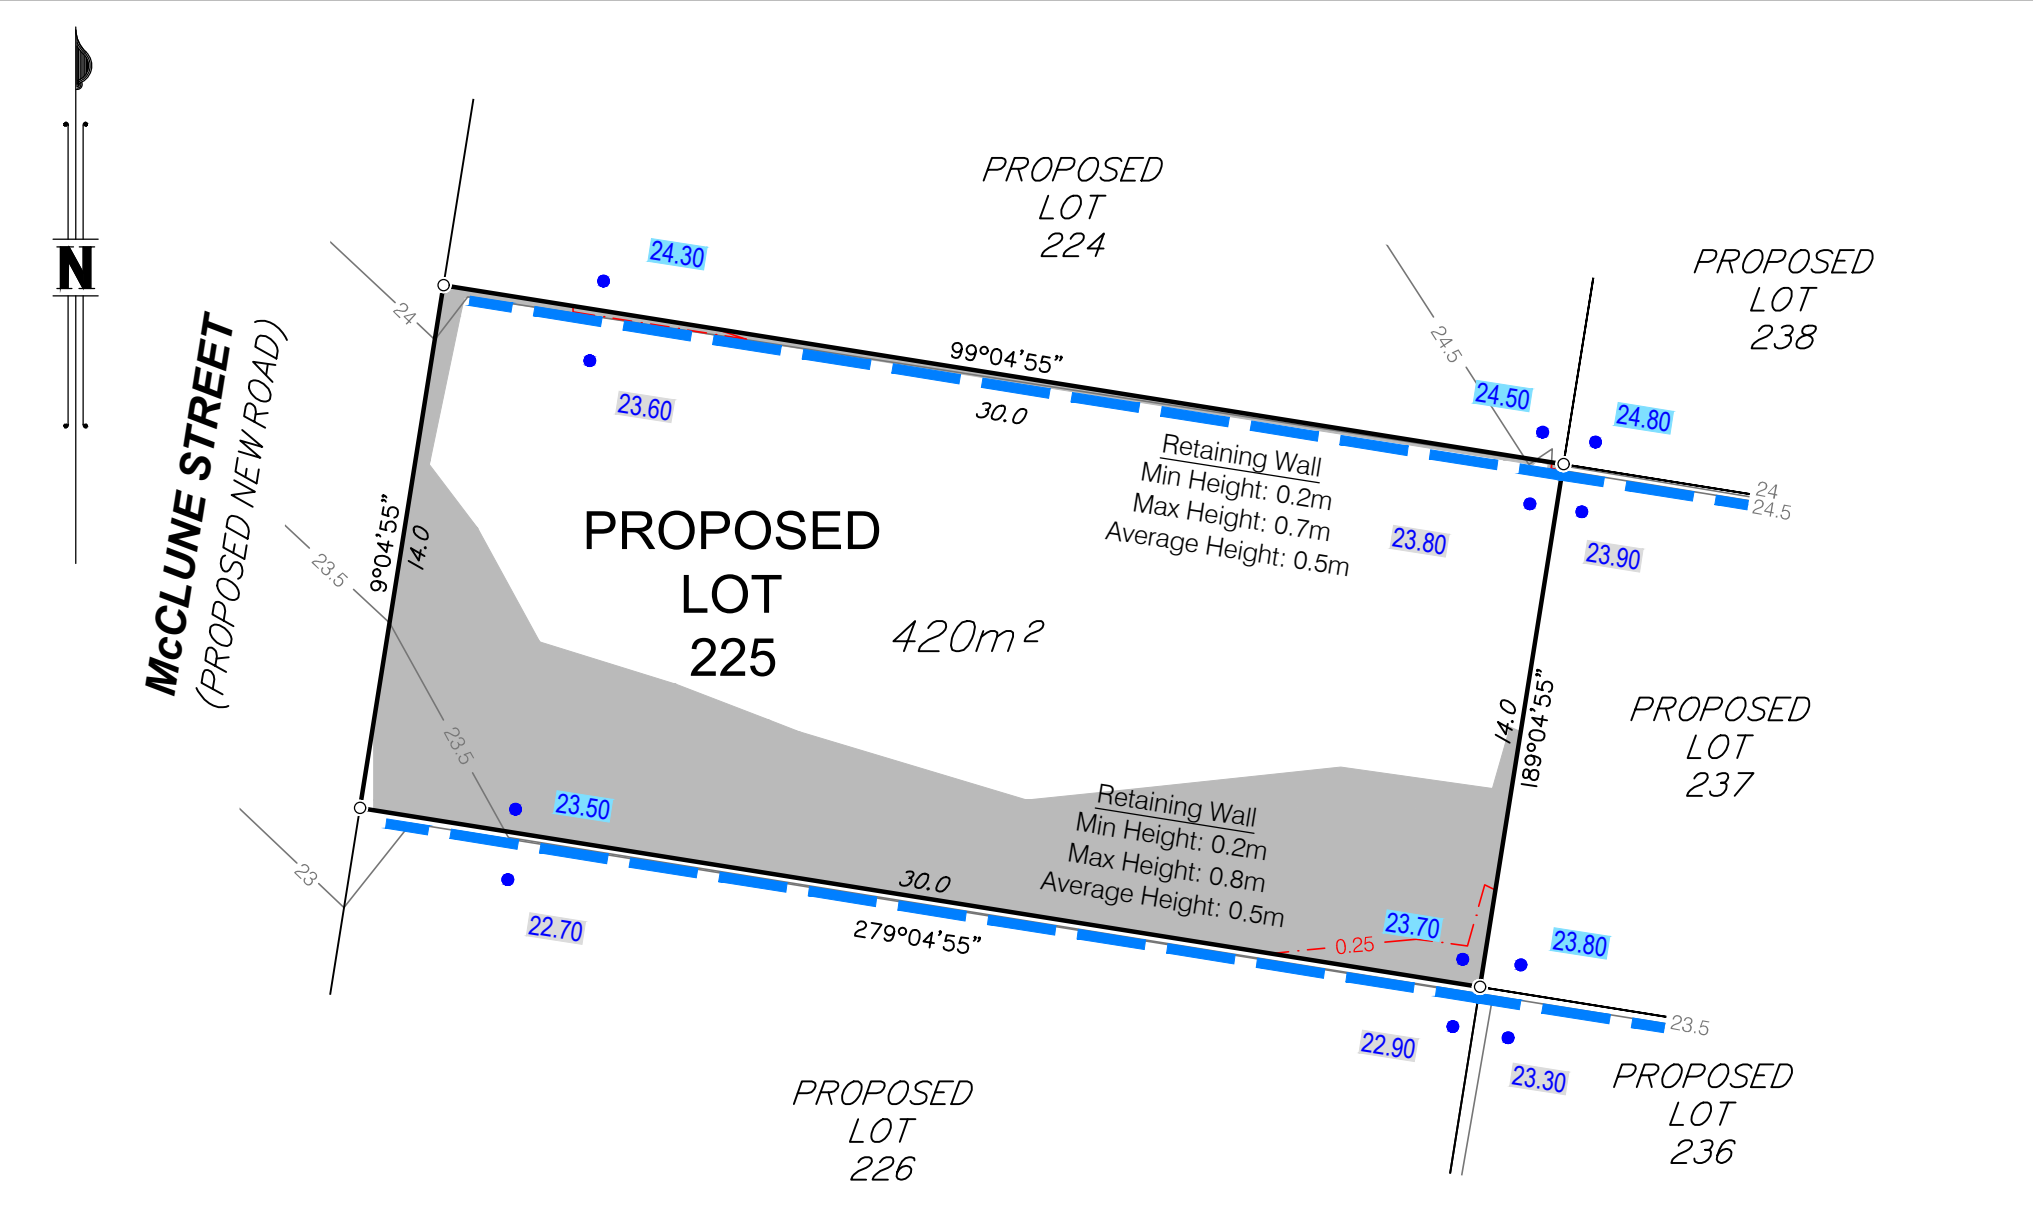 N
McCLUNE STREET
(PROPOSED NEW ROAD)
PROPOSED
LOT
224
PROPOSED
LOT
238
24.30
24
23.60
99°04'55"
30.0
24.5
24.50
24.80
24
24.5
Retaining Wall
Min Height: 0.2m
Max Height: 0.7m
Average Height: 0.5m
23.80
23.90
9°04'55"
14.0
23.5
PROPOSED
LOT
225
420m²
14.0
189°04'55"
PROPOSED
LOT
237
23.5
23.50
23
22.70
Retaining Wall
Min Height: 0.2m
Max Height: 0.8m
Average Height: 0.5m
30.0
279°04'55"
0.25
23.70
23.80
23.5
22.90
23.30
PROPOSED
LOT
226
PROPOSED
LOT
236